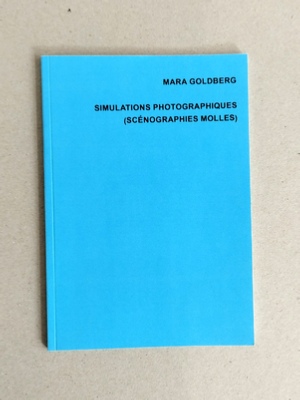 MARA GOLDBERG
SIMULATIONS PHOTOGRAPHIQUES
(SCÉNOGRAPHIES MOLLES)